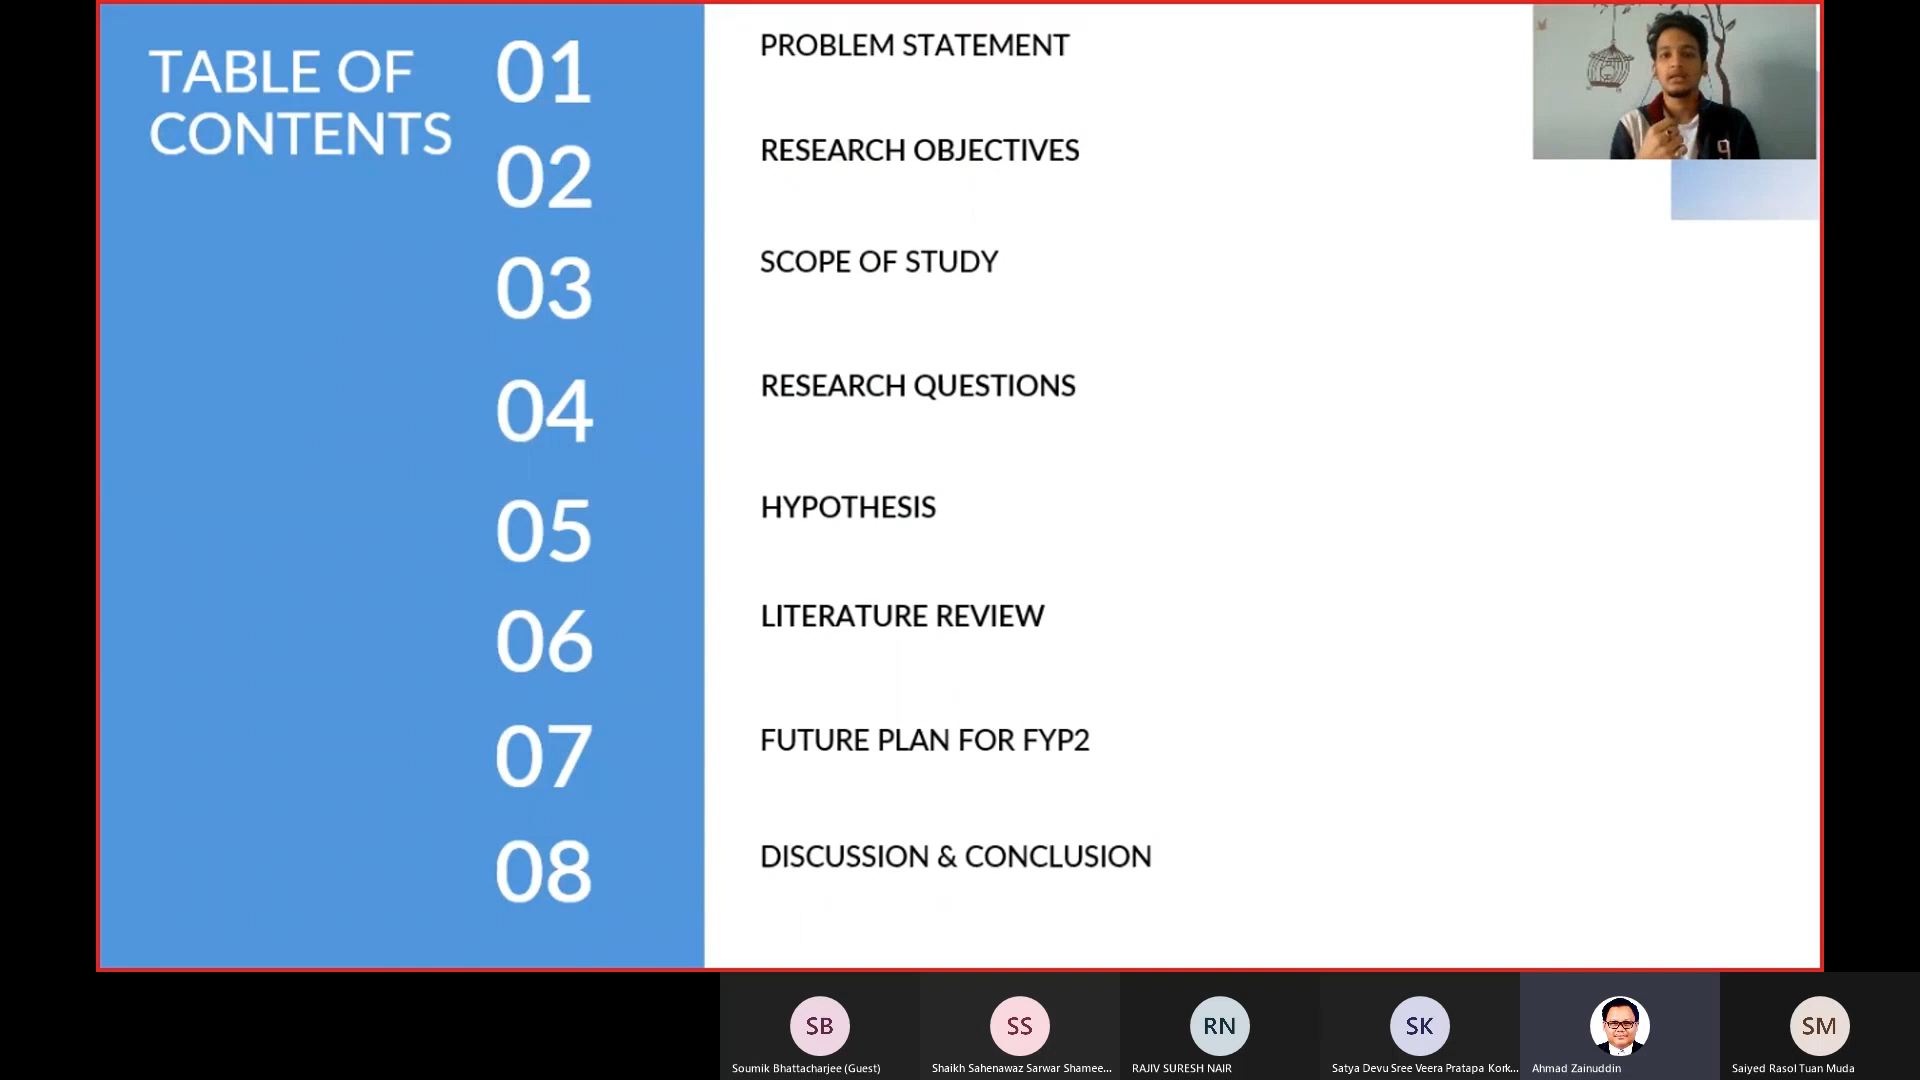 TABLE OF
CONTENTS
01 PROBLEM STATEMENT
02 RESEARCH OBJECTIVES
03 SCOPE OF STUDY
04 RESEARCH QUESTIONS
05 HYPOTHESIS
06 LITERATURE REVIEW
07 FUTURE PLAN FOR FYP2
08 DISCUSSION & CONCLUSION
9
SB
SS
RN
SK
SM
Soumik Bhattacharjee (Guest)
Shaikh Sahenawaz Sarwar Shamee...
RAJIV SURESH NAIR
Satya Devu Sree Veera Pratapa Kork...
Ahmad Zainuddin
Saiyed Rasol Tuan Muda